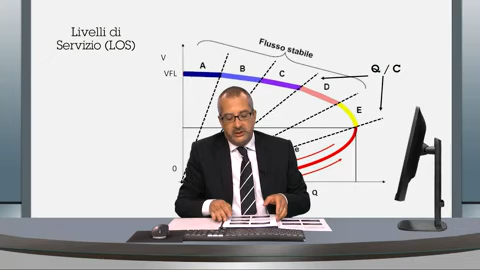 Livelli di
Servizio (LOS)
Flusso stabile
V
VFL
A
B
C
D
E
Q / C
0
Q